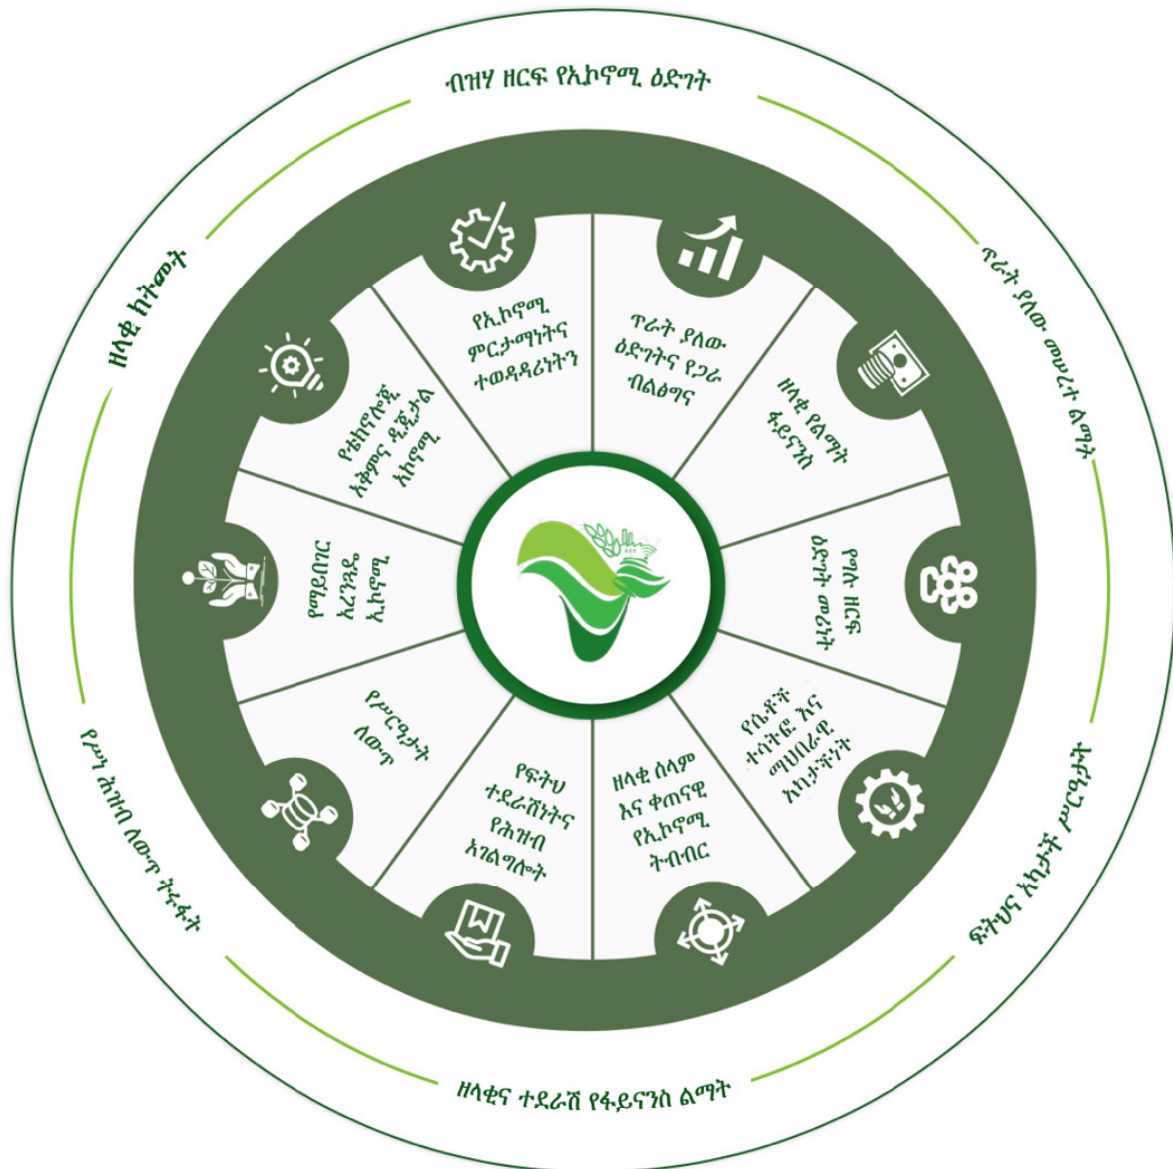 ብዝሃ ዘርፍ የኢኮኖሚ ዕድገት
ጥራት ያለው መሠረተ ልማት
ፍትህና አካታች ሥርዓታት
ዘላቂና ተደራሽ የፋይናንስ ልማት
የሥነ ሕዝብ ለውጥ ትሩፋት
ዘላቂ ከትመት
ጥራት ያለው
ዕድገትና የጋራ
ብልፅግና
ዘላቂ የልማት
ፋይናንስ
የግሉ ዘርፍ
ዕድገት መሪነት
የሴቶች
ተሳትፎ እና
ማህበራዊ
አካታችነት
ዘላቂ ሰላም
እና ቀጠናዊ
የኢኮኖሚ
ትብብር
የፍትህ
ተደራሽነትና
የሕዝብ
አገልግሎት
የሥርዓታት
ለውጥ
የማይበገር
አረንጓዴ
ኢኮኖሚ
የቴክኖሎጂ
አቅምና ዲጂታል
ኢኮኖሚ
የኢኮኖሚ
ምርታማነትና
ተወዳዳሪነትን